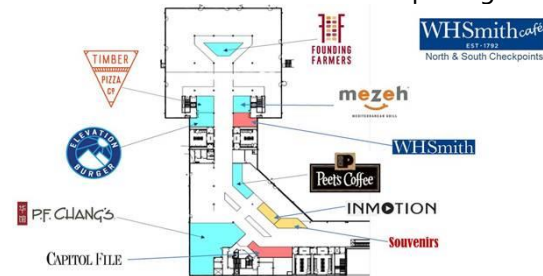 FOUNDING
FARMERS
WHSmith café
EST·1792
North & South Checkpoints
TIMBER
PIZZA
CO
mezeh
MEDITERRANEAN GRILL
ELEVATION
BURGER
WHSmith
Peet's Coffee
P.F. CHANG'S
INMOTION
Souvenirs
CAPITOL FILE